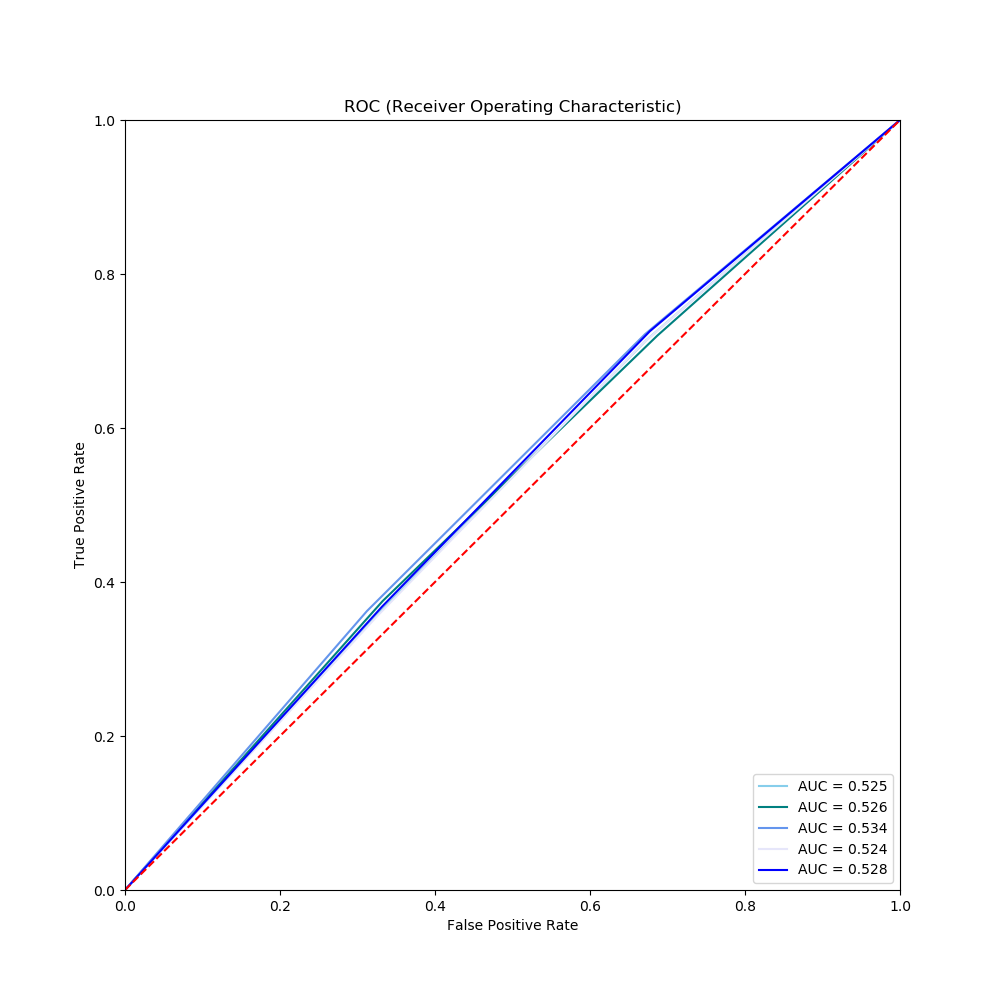 ROC (Receiver Operating Characteristic)
1.0
0.8
0.6
0.4
0.2
0.0
True Positive Rate
AUC = 0.525
AUC = 0.526
AUC = 0.534
AUC = 0.524
AUC = 0.528
0.0 0.2 0.4 0.6 0.8 1.0
False Positive Rate